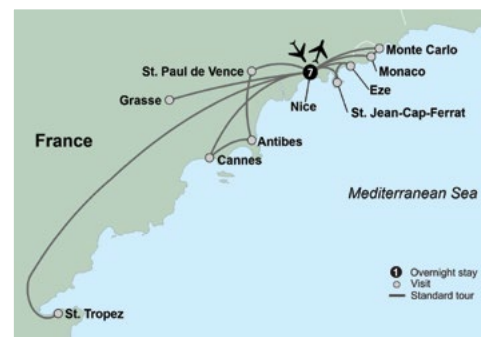 Monte Carlo
St. Paul de Vence
7
Monaco
Eze
Grasse
Nice
St. Jean-Cap-Ferrat
France
Antibes
Cannes
Mediterranean Sea
1 Overnight stay
Visit
Standard tour
St. Tropez